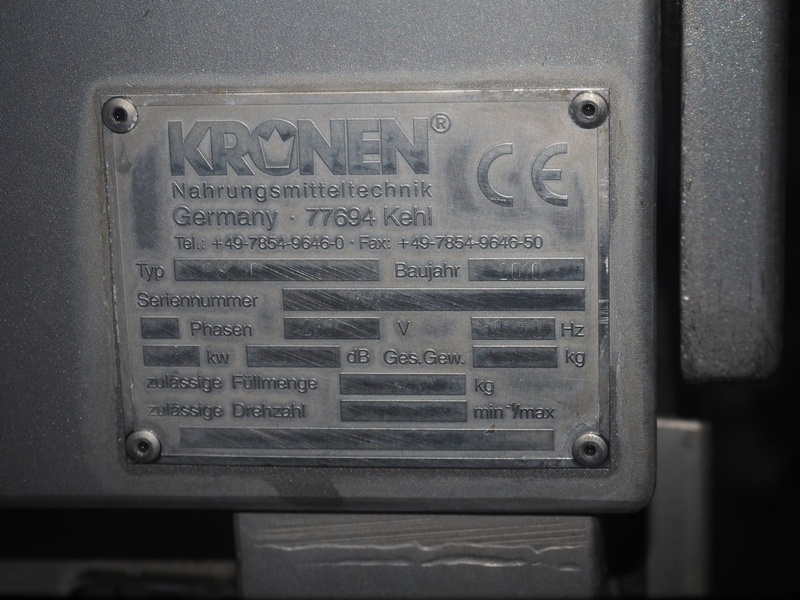 KRONEN®
Nahrungsmitteltechnik
Germany · 77694 Kehl
CE
Tel.: +49-7854-9646-0 · Fax: +49-7854-9646-50
Typ Baujahr 2010
Seriennummer
Phasen V Hz
kw dB Ges.Gew. kg
zulässige Füllmenge kg
zulässige Drehzahl min⁻¹/max